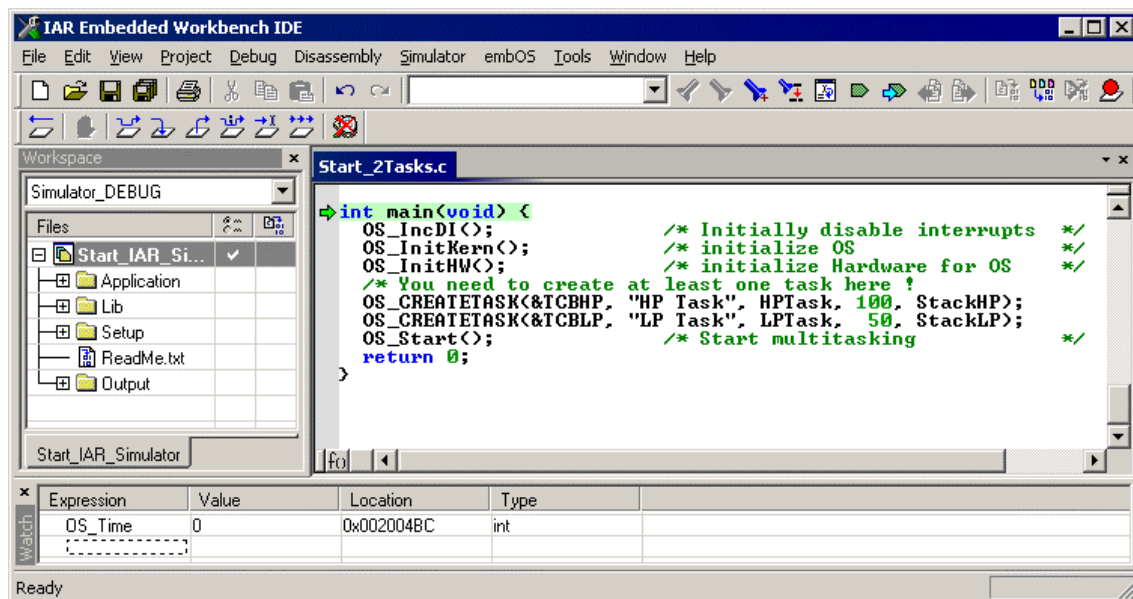 IAR Embedded Workbench IDE
File Edit View Project Debug Disassembly Simulator embOS Tools Window Help
Workspace
Simulator_DEBUG
Files
Start_IAR_Si...
Application
Lib
Setup
ReadMe.txt
Output
Start_IAR_Simulator
Start_2Tasks.c
int main(void) {
OS_IncDI(); /* Initially disable interrupts */
OS_InitKern(); /* initialize OS */
OS_InitHW(); /* initialize Hardware for OS */
/* You need to create at least one task here !
OS_CREATETASK(&TCBHP, "HP Task", HPTask, 100, StackHP);
OS_CREATETASK(&TCBLP, "LP Task", LPTask, 50, StackLP);
OS_Start(); /* Start multitasking */
return 0;
}
f()
Watch
Expression Value Location Type
OS_Time 0 0x002004BC int
Ready